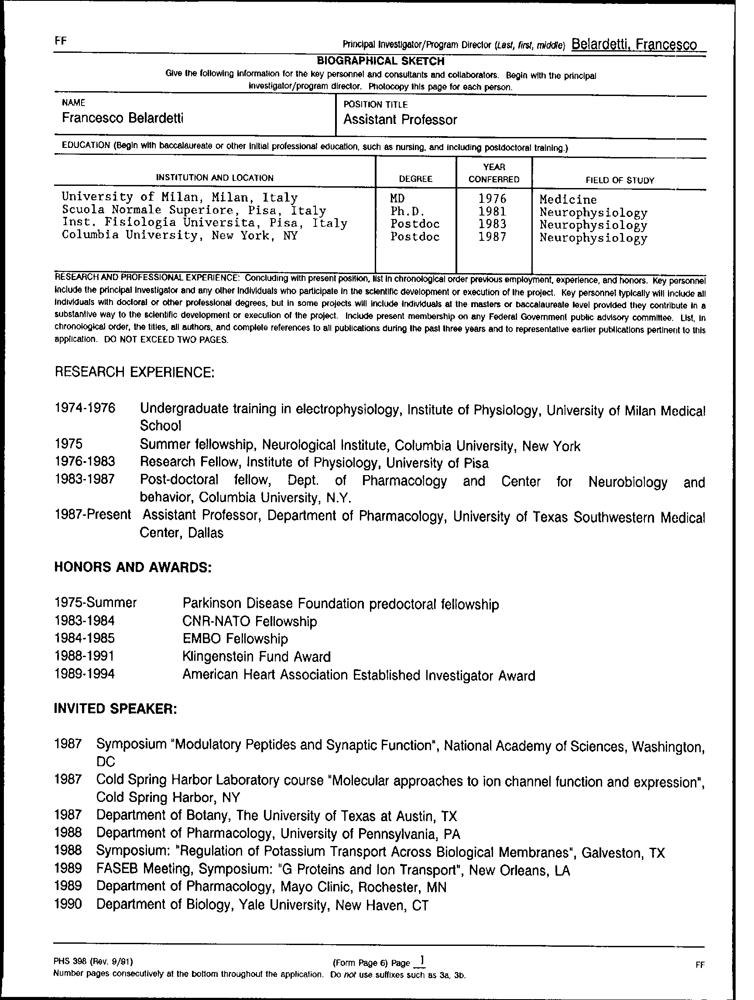 FF
Principal Investigator/Program Director (Last, first, middle) Belardetti, Francesco
BIOGRAPHICAL SKETCH
Give the following information for the key personnel and consultants and collaborators. Begin with the principal
investigator/program director. Photocopy this page for each person.
NAME
Francesco Belardetti
POSITION TITLE
Assistant Professor
EDUCATION (Begin with baccalaureate or other initial professional education, such as nursing, and including postdoctoral training.)
INSTITUTION AND LOCATION DEGREE YEAR CONFERRED FIELD OF STUDY
University of Milan, Milan, Italy MD 1976 Medicine
Scuola Normale Superiore, Pisa, Italy Ph.D. 1981 Neurophysiology
Inst. Fisiologia Universita, Pisa, Italy Postdoc 1983 Neurophysiology
Columbia University, New York, NY Postdoc 1987 Neurophysiology
RESEARCH AND PROFESSIONAL EXPERIENCE: Concluding with present position, list in chronological order previous employment, experience, and honors. Key personnel
include the principal investigator and any other individuals who participate in the scientific development or execution of the project. Key personnel typically will include all
individuals with doctoral or other professional degrees, but in some projects will include individuals at the masters or baccalaureate level provided they contribute in a
substantive way to the scientific development or execution of the project. Include present membership on any Federal Government public advisory committee. List, in
chronological order, the titles, all authors, and complete references to all publications during the past three years and to representative earlier publications pertinent to this
application. DO NOT EXCEED TWO PAGES.
RESEARCH EXPERIENCE:
1974-1976 Undergraduate training in electrophysiology, Institute of Physiology, University of Milan Medical
School
1975 Summer fellowship, Neurological Institute, Columbia University, New York
1976-1983 Research Fellow, Institute of Physiology, University of Pisa
1983-1987 Post-doctoral fellow, Dept. of Pharmacology and Center for Neurobiology and
behavior, Columbia University, N.Y.
1987-Present Assistant Professor, Department of Pharmacology, University of Texas Southwestern Medical
Center, Dallas
HONORS AND AWARDS:
1975-Summer Parkinson Disease Foundation predoctoral fellowship
1983-1984 CNR-NATO Fellowship
1984-1985 EMBO Fellowship
1988-1991 Klingenstein Fund Award
1989-1994 American Heart Association Established Investigator Award
INVITED SPEAKER:
1987 Symposium "Modulatory Peptides and Synaptic Function", National Academy of Sciences, Washington,
DC
1987 Cold Spring Harbor Laboratory course "Molecular approaches to ion channel function and expression",
Cold Spring Harbor, NY
1987 Department of Botany, The University of Texas at Austin, TX
1988 Department of Pharmacology, University of Pennsylvania, PA
1988 Symposium: "Regulation of Potassium Transport Across Biological Membranes", Galveston, TX
1989 FASEB Meeting, Symposium: "G Proteins and Ion Transport", New Orleans, LA
1989 Department of Pharmacology, Mayo Clinic, Rochester, MN
1990 Department of Biology, Yale University, New Haven, CT
PHS 398 (Rev. 9/91) (Form Page 6) Page 1 FF
Number pages consecutively at the bottom throughout the application. Do not use suffixes such as 3a, 3b.